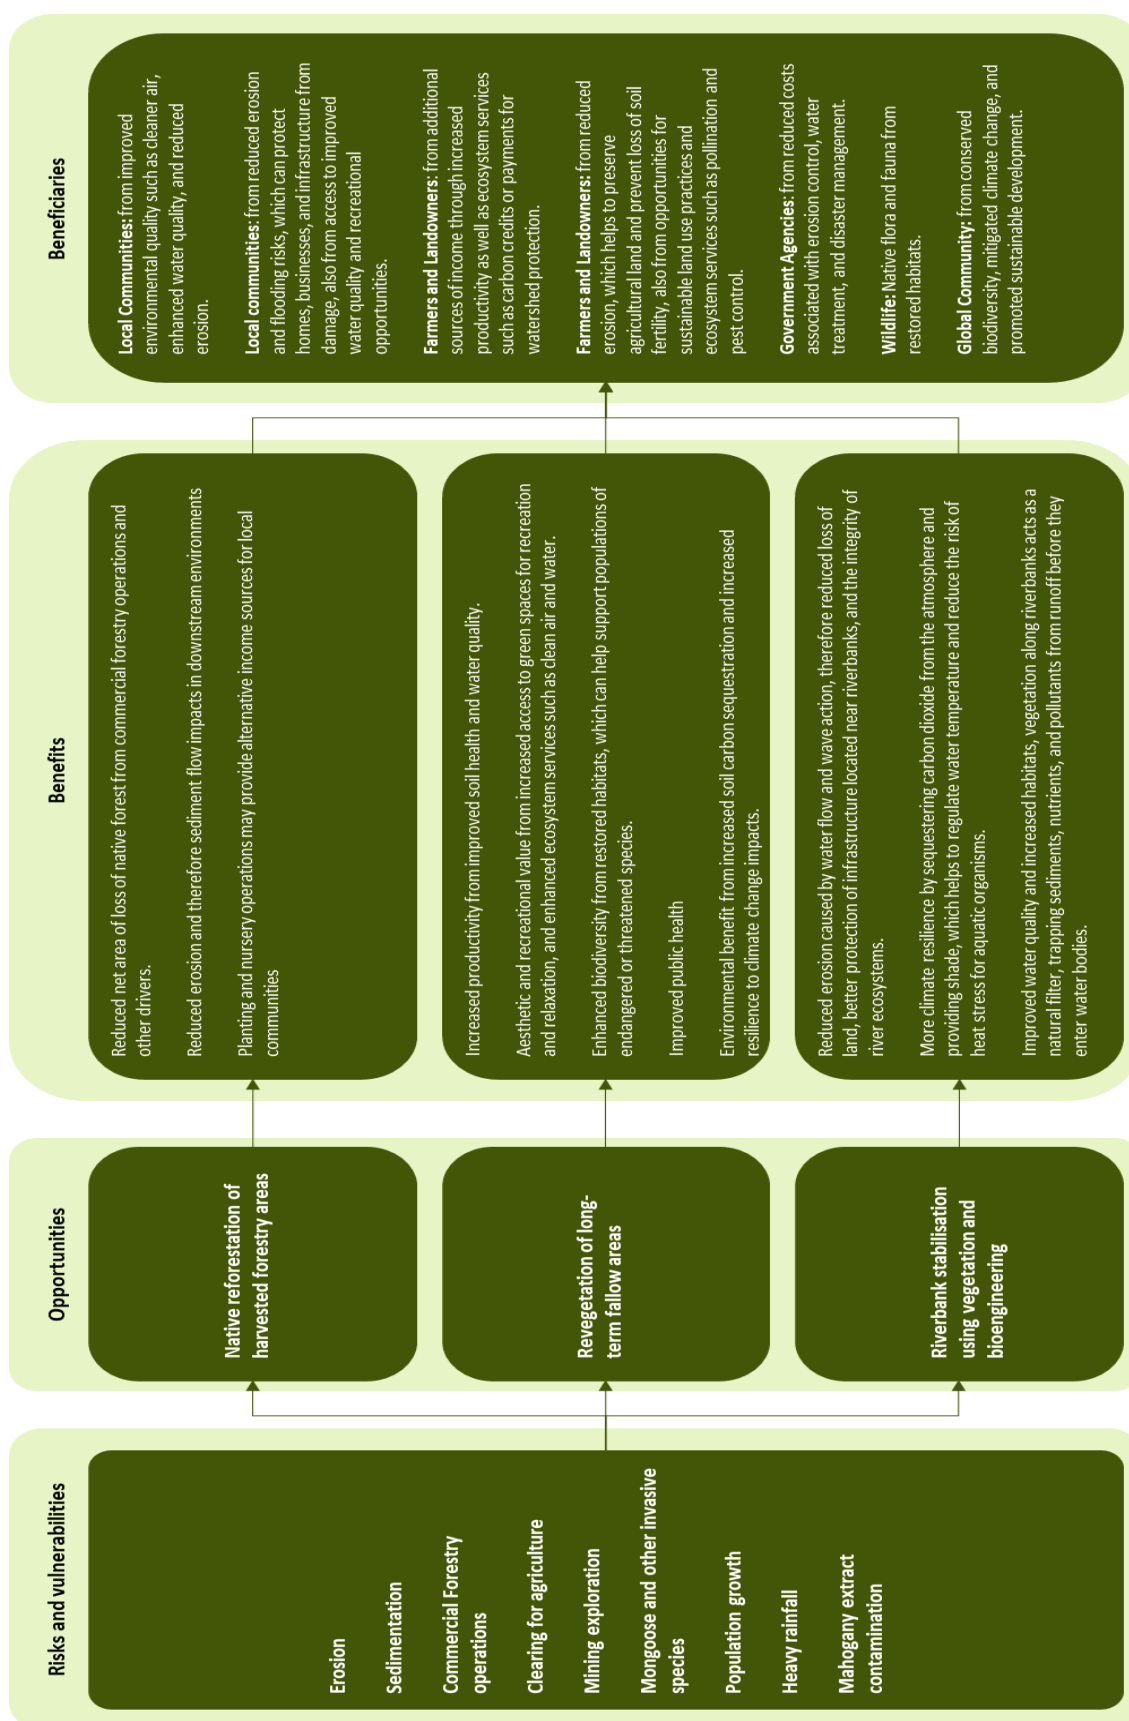 Risks and vulnerabilities
Erosion
Sedimentation
Commercial Forestry
operations
Clearing for agriculture
Mining exploration
Mongoose and other invasive
species
Population growth
Heavy rainfall
Mahogany extract
contamination
Opportunities
Native reforestation of
harvested forestry areas
Revegetation of long-
term fallow areas
Riverbank stabilisation
using vegetation and
bioengineering
Benefits
Reduced net area of loss of native forest from commercial forestry operations and
other drivers.
Reduced erosion and therefore sediment flow impacts in downstream environments
Planting and nursery operations may provide alternative income sources for local
communities
Increased productivity from improved soil health and water quality.
Aesthetic and recreational value from increased access to green spaces for recreation
and relaxation, and enhanced ecosystem services such as clean air and water.
Enhanced biodiversity from restored habitats, which can help support populations of
endangered or threatened species.
Improved public health
Environmental benefit from increased soil carbon sequestration and increased
resilience to climate change impacts.
Reduced erosion caused by water flow and wave action, therefore reduced loss of
land, better protection of infrastructure located near riverbanks, and the integrity of
river ecosystems.
More climate resilience by sequestering carbon dioxide from the atmosphere and
providing shade, which helps to regulate water temperature and reduce the risk of
heat stress for aquatic organisms.
Improved water quality and increased habitats, vegetation along riverbanks acts as a
natural filter, trapping sediments, nutrients, and pollutants from runoff before they
enter water bodies.
Beneficiaries
Local Communities: from improved
environmental quality such as cleaner air,
enhanced water quality, and reduced
erosion.
Local communities: from reduced erosion
and flooding risks, which can protect
homes, businesses, and infrastructure from
damage, also from access to improved
water quality and recreational
opportunities.
Farmers and Landowners: from additional
sources of income through increased
productivity as well as ecosystem services
such as carbon credits or payments for
watershed protection.
Farmers and Landowners: from reduced
erosion, which helps to preserve
agricultural land and prevent loss of soil
fertility, also from opportunities for
sustainable land use practices and
ecosystem services such as pollination and
pest control.
Government Agencies: from reduced costs
associated with erosion control, water
treatment, and disaster management.
Wildlife: Native flora and fauna from
restored habitats.
Global Community: from conserved
biodiversity, mitigated climate change, and
promoted sustainable development.